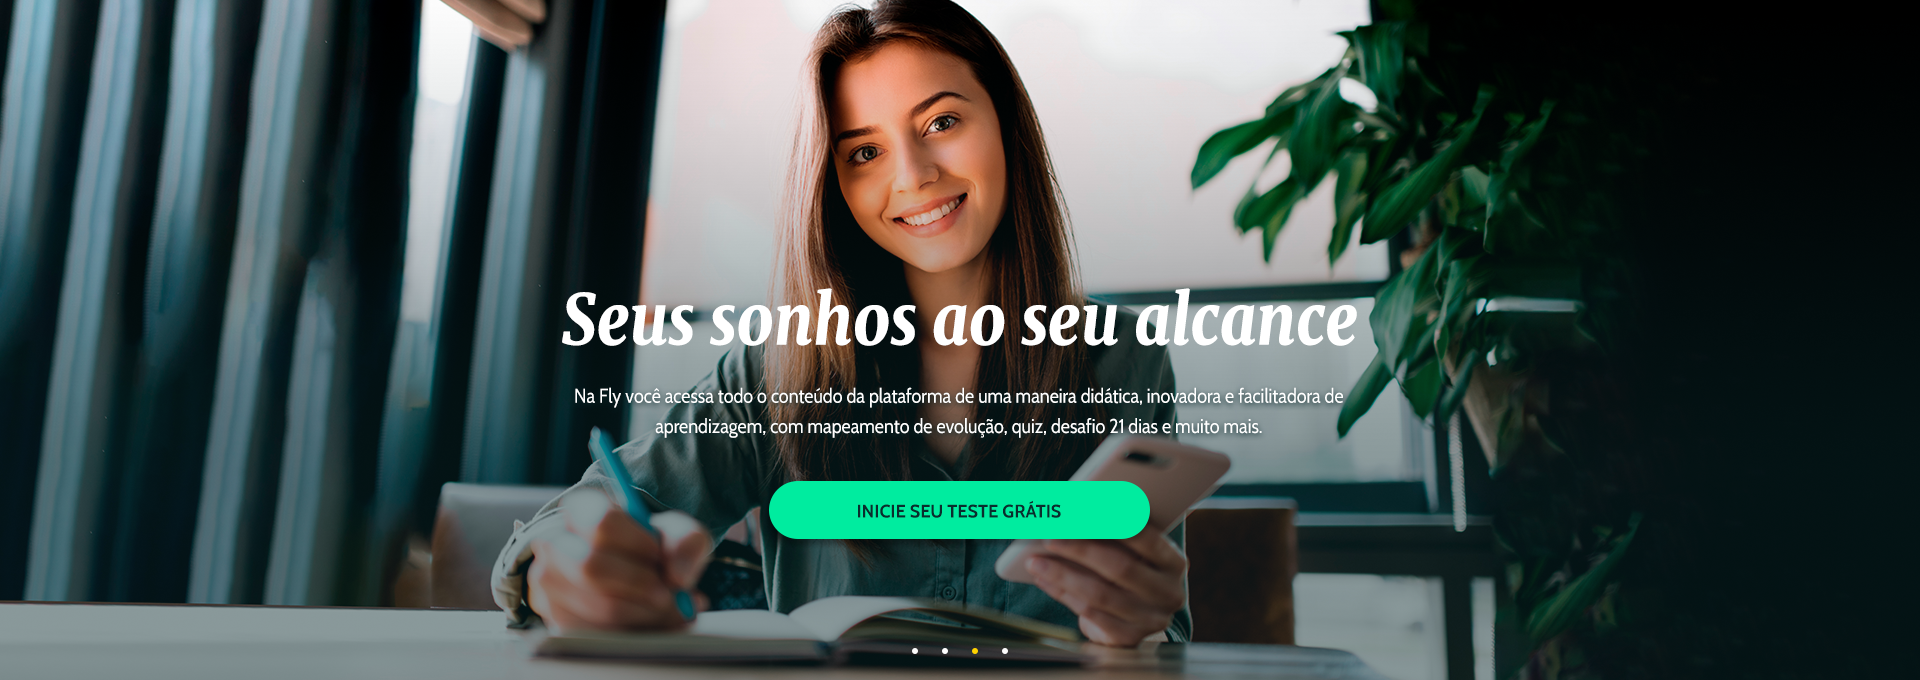 Seus sonhos ao seu alcance
Na Fly você acessa todo o conteúdo da plataforma de uma maneira didática, inovadora e facilitadora de
aprendizagem, com mapeamento de evolução, quiz, desafio 21 dias e muito mais.
INICIE SEU TESTE GRÁTIS